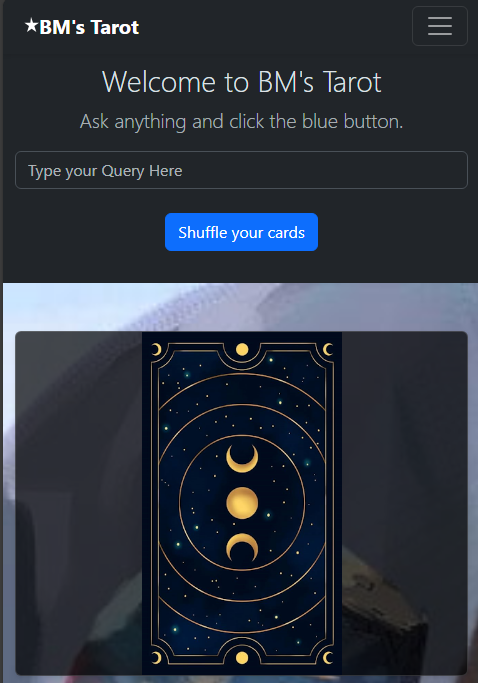 ★BM's Tarot
Welcome to BM's Tarot
Ask anything and click the blue button.
Type your Query Here
Shuffle your cards